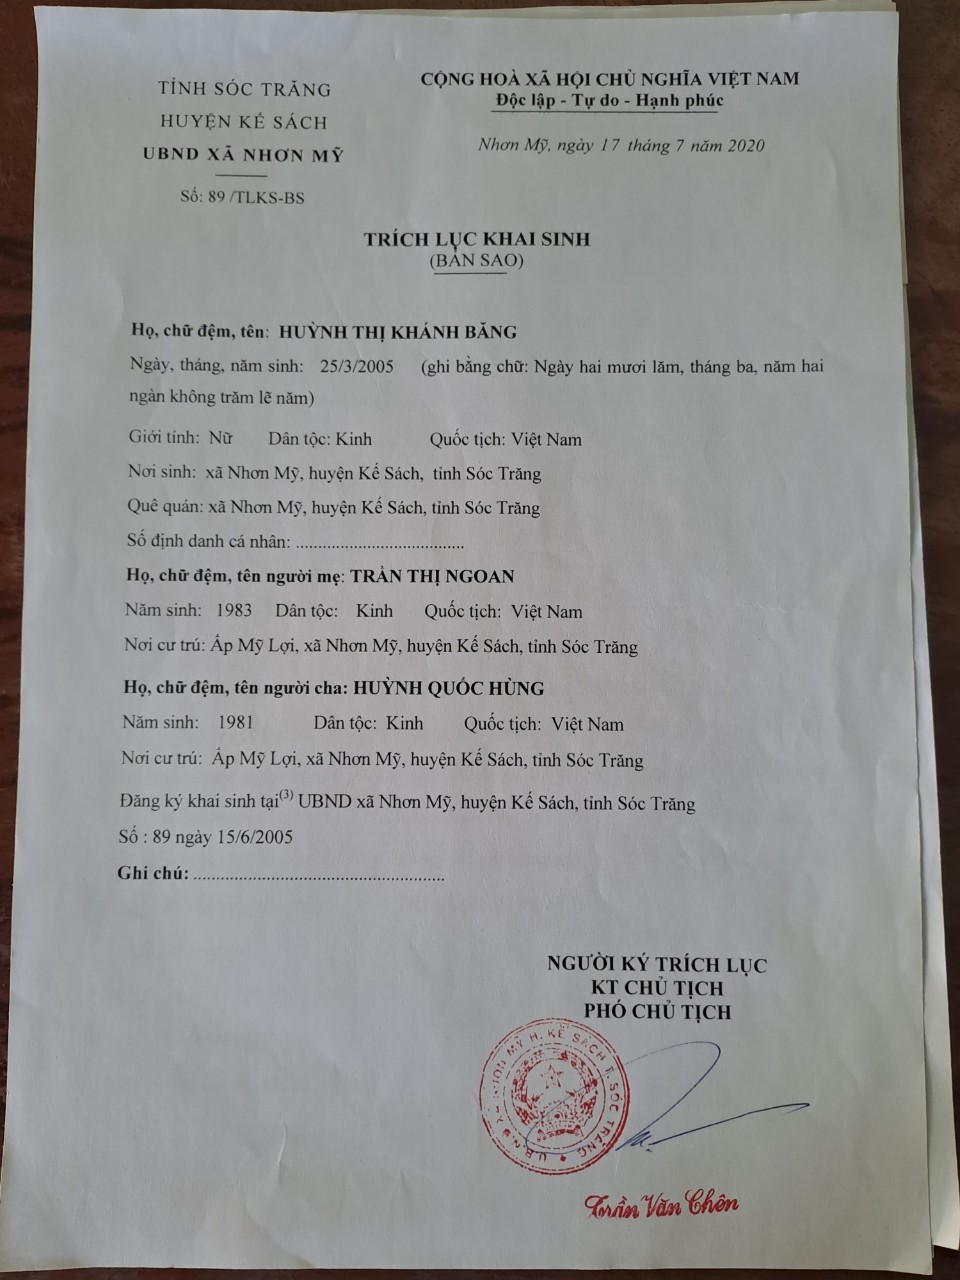 TỈNH SÓC TRĂNG
HUYỆN KẾ SÁCH
UBND XÃ NHƠN MỸ
Số: 89 /TLKS-BS
CỘNG HOÀ XÃ HỘI CHỦ NGHĨA VIỆT NAM
Độc lập - Tự do - Hạnh phúc
Nhơn Mỹ, ngày 17 tháng 7 năm 2020
TRÍCH LỤC KHAI SINH
(BẢN SAO)
Họ, chữ đệm, tên: HUỲNH THỊ KHÁNH BĂNG
Ngày, tháng, năm sinh: 25/3/2005 (ghi bằng chữ: Ngày hai mươi lăm, tháng ba, năm hai
ngàn không trăm lẽ năm)
Giới tính: Nữ Dân tộc: Kinh Quốc tịch: Việt Nam
Nơi sinh: xã Nhơn Mỹ, huyện Kế Sách, tỉnh Sóc Trăng
Quê quán: xã Nhơn Mỹ, huyện Kế Sách, tỉnh Sóc Trăng
Số định danh cá nhân: ......................................
Họ, chữ đệm, tên người mẹ: TRẦN THỊ NGOAN
Năm sinh: 1983 Dân tộc: Kinh Quốc tịch: Việt Nam
Nơi cư trú: Ấp Mỹ Lợi, xã Nhơn Mỹ, huyện Kế Sách, tỉnh Sóc Trăng
Họ, chữ đệm, tên người cha: HUỲNH QUỐC HÙNG
Năm sinh: 1981 Dân tộc: Kinh Quốc tịch: Việt Nam
Nơi cư trú: Ấp Mỹ Lợi, xã Nhơn Mỹ, huyện Kế Sách, tỉnh Sóc Trăng
Đăng ký khai sinh tại(3) UBND xã Nhơn Mỹ, huyện Kế Sách, tỉnh Sóc Trăng
Số : 89 ngày 15/6/2005
Ghi chú: ......................................................
NGƯỜI KÝ TRÍCH LỤC
KT CHỦ TỊCH
PHÓ CHỦ TỊCH
U.B.N.D XÃ NHƠN MỸ H. KẾ SÁCH T. SÓC TRĂNG
Trần Văn Chên